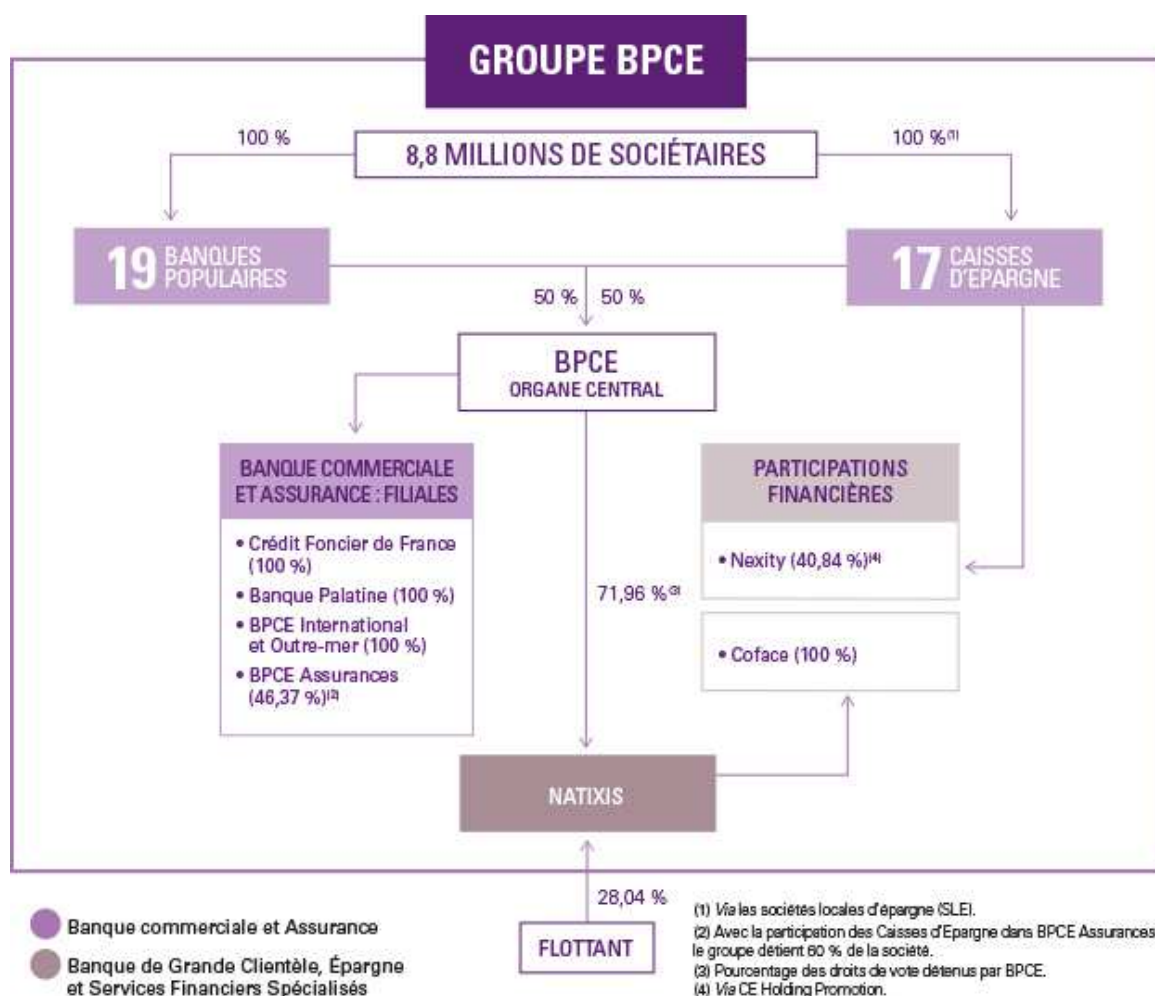 GROUPE BPCE
100 %
8,8 MILLIONS DE SOCIÉTAIRES
100 %(1)
19 BANQUES
POPULAIRES
17 CAISSES
D'EPARGNE
50 % 50 %
BPCE
ORGANE CENTRAL
BANQUE COMMERCIALE
ET ASSURANCE : FILIALES
• Crédit Foncier de France
(100 %)
• Banque Palatine (100 %)
• BPCE International
et Outre-mer (100 %)
• BPCE Assurances
(46,37 %)(2)
71,96 %(3)
PARTICIPATIONS
FINANCIÈRES
• Nexity (40,84 %)(4)
• Coface (100 %)
NATIXIS
28,04 %
FLOTTANT
Banque commerciale et Assurance
Banque de Grande Clientèle, Épargne
et Services Financiers Spécialisés
(1) Via les sociétés locales d'épargne (SLE).
(2) Avec la participation des Caisses d'Epargne dans BPCE Assurances
le groupe détient 60 % de la société.
(3) Pourcentage des droits de vote détenus par BPCE.
(4) Via CE Holding Promotion.